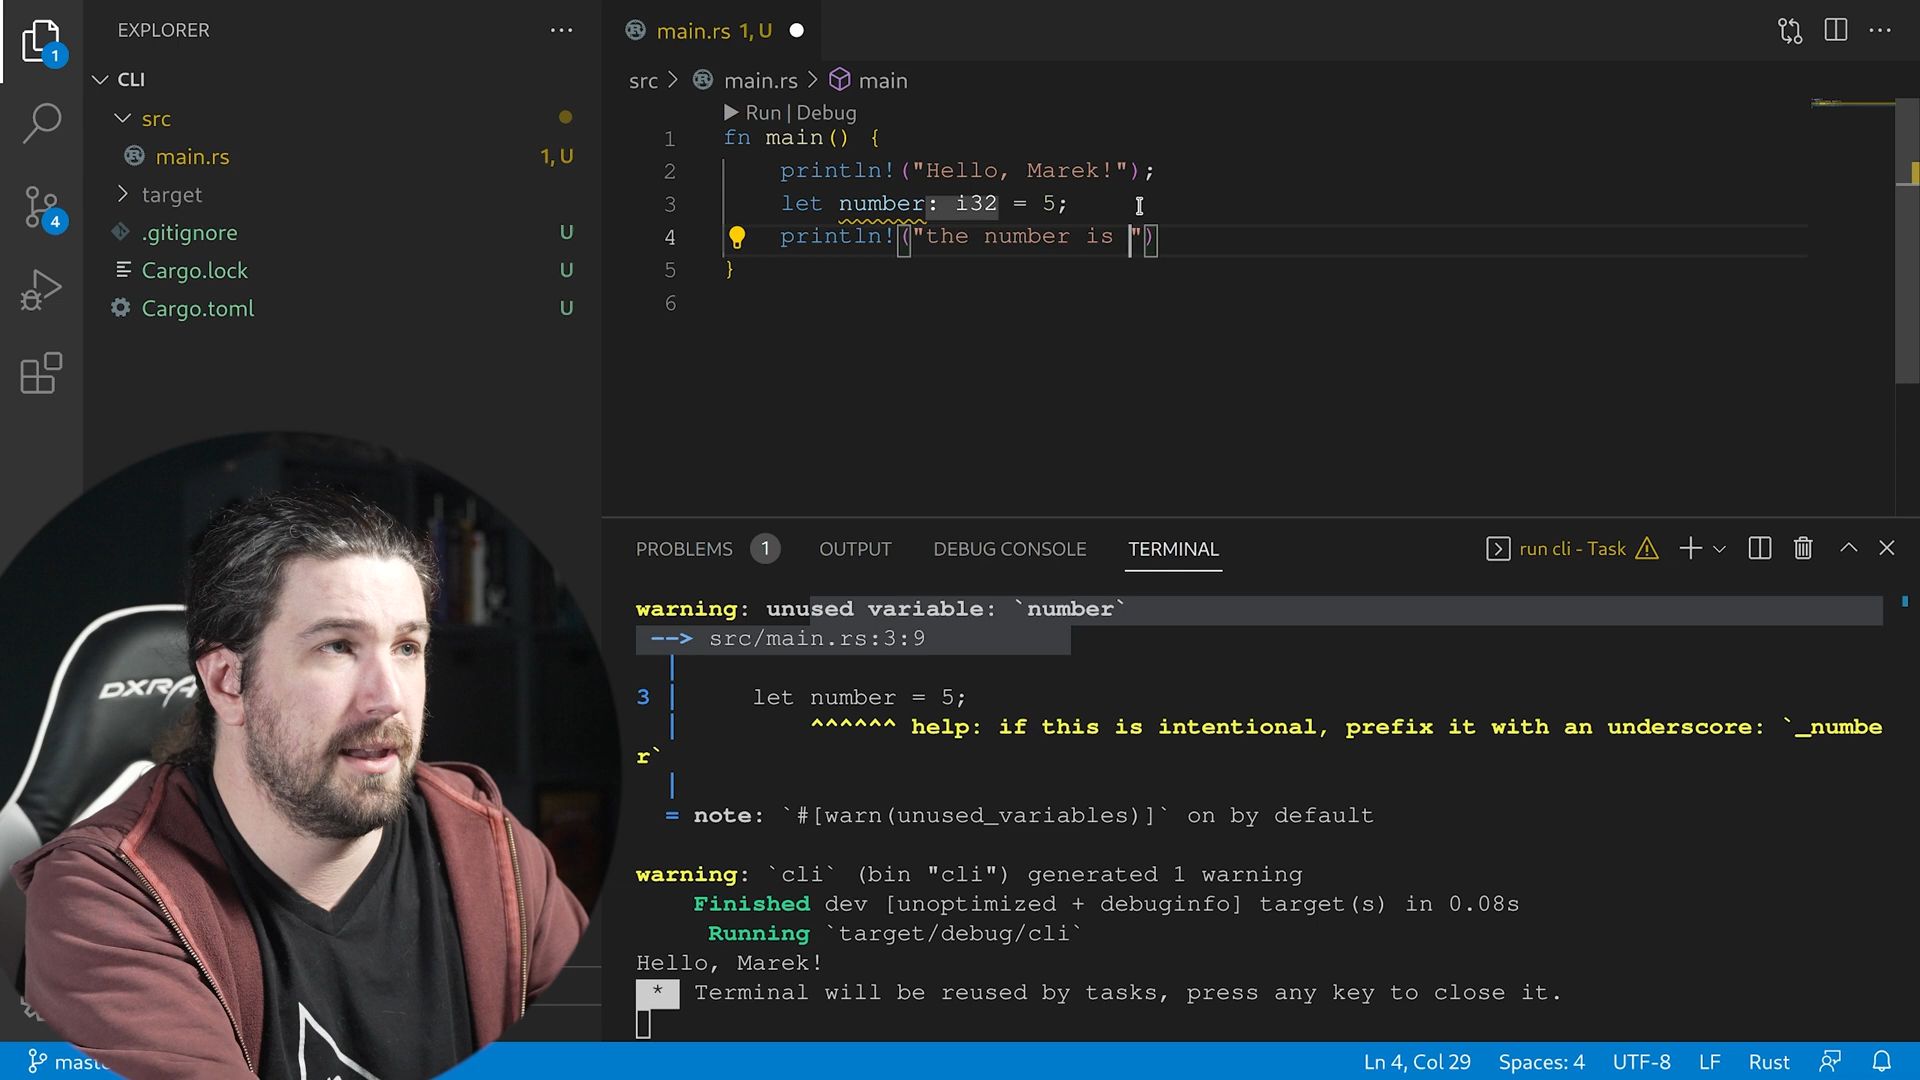 EXPLORER
CLI
src
main.rs 1, U
target
.gitignore U
Cargo.lock U
Cargo.toml U
1
4
main.rs 1, U
src > main.rs > main
Run | Debug
1 fn main() {
2 println!("Hello, Marek!");
3 let number: i32 = 5;
4 println!("the number is ")
5 }
6
PROBLEMS 1 OUTPUT DEBUG CONSOLE TERMINAL run cli - Task
warning: unused variable: `number`
--> src/main.rs:3:9
|
3 | let number = 5;
| ^^^^^^ help: if this is intentional, prefix it with an underscore: `_numbe
r`
|
= note: `#[warn(unused_variables)]` on by default
warning: `cli` (bin "cli") generated 1 warning
Finished dev [unoptimized + debuginfo] target(s) in 0.08s
Running `target/debug/cli`
Hello, Marek!
* Terminal will be reused by tasks, press any key to close it.
Ln 4, Col 29 Spaces: 4 UTF-8 LF Rust